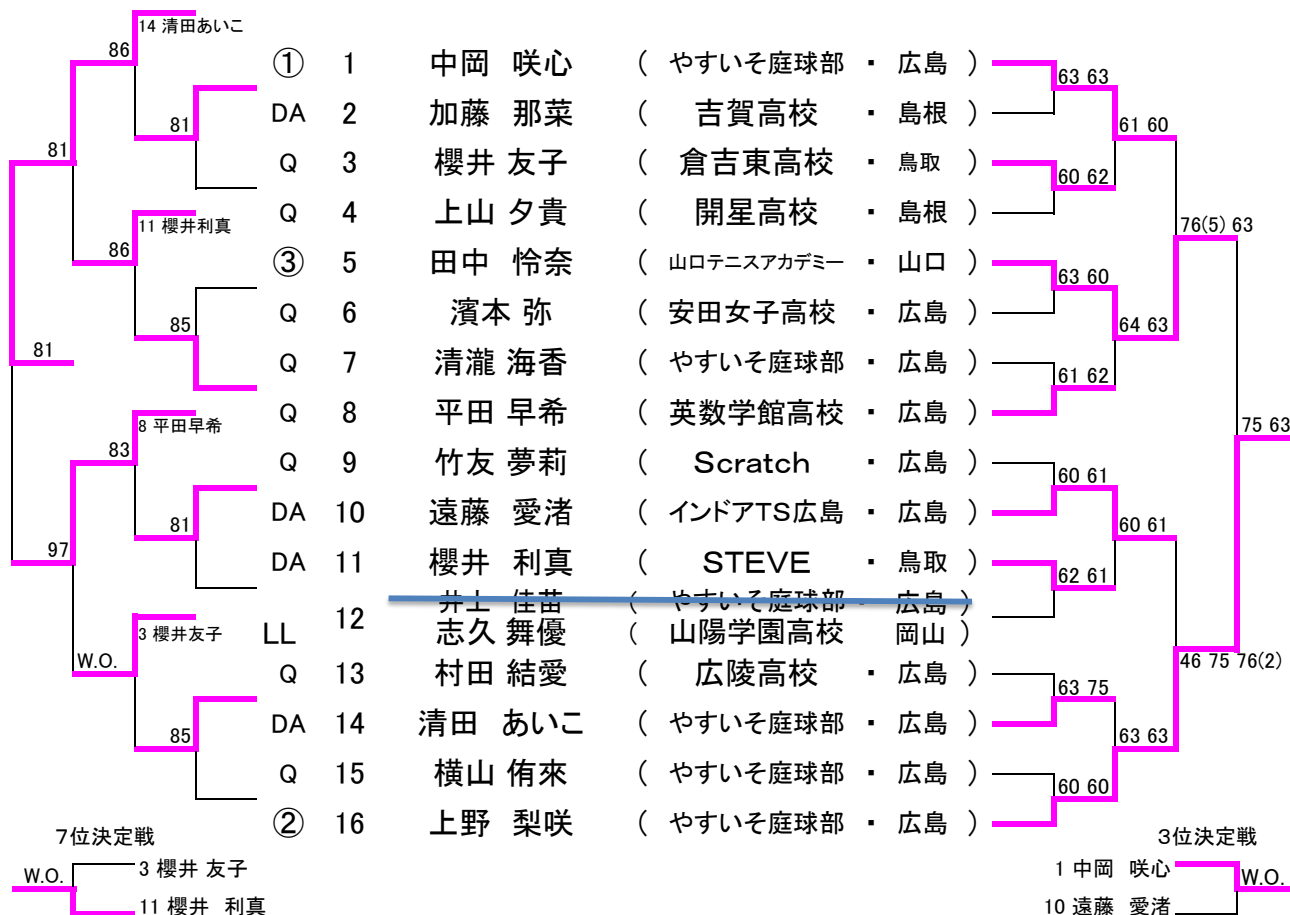 14 清田あいこ
86
① 1 中岡 咲心 ( やすいそ庭球部 ・ 広島 )
63 63
DA 2 加藤 那菜 ( 吉賀高校 ・ 島根 )
81
61 60
81
Q 3 櫻井 友子 ( 倉吉東高校 ・ 鳥取 )
60 62
Q 4 上山 夕貴 ( 開星高校 ・ 島根 )
11 櫻井利真
86
76(5) 63
③ 5 田中 怜奈 ( 山口テニスアカデミー ・ 山口 )
63 60
Q 6 濱本 弥 ( 安田女子高校 ・ 広島 )
85
64 63
Q 7 清瀧 海香 ( やすいそ庭球部 ・ 広島 )
81
61 62
Q 8 平田 早希 ( 英数学館高校 ・ 広島 )
8 平田早希
83
75 63
Q 9 竹友 夢莉 ( Scratch ・ 広島 )
60 61
DA 10 遠藤 愛渚 ( インドアTS広島 ・ 広島 )
81
60 61
97
DA 11 櫻井 利真 ( STEVE ・ 鳥取 )
62 61
井上 佳苗 ( やすいそ庭球部 ・ 広島 )
12
LL 志久 舞優 ( 山陽学園高校 岡山 )
3 櫻井友子
W.O.
46 75 76(2)
Q 13 村田 結愛 ( 広陵高校 ・ 広島 )
63 75
DA 14 清田 あいこ ( やすいそ庭球部 ・ 広島 )
85
63 63
Q 15 横山 侑來 ( やすいそ庭球部 ・ 広島 )
60 60
② 16 上野 梨咲 ( やすいそ庭球部 ・ 広島 )
7位決定戦
W.O.
3 櫻井 友子
11 櫻井 利真
3位決定戦
1 中岡 咲心
W.O.
10 遠藤 愛渚